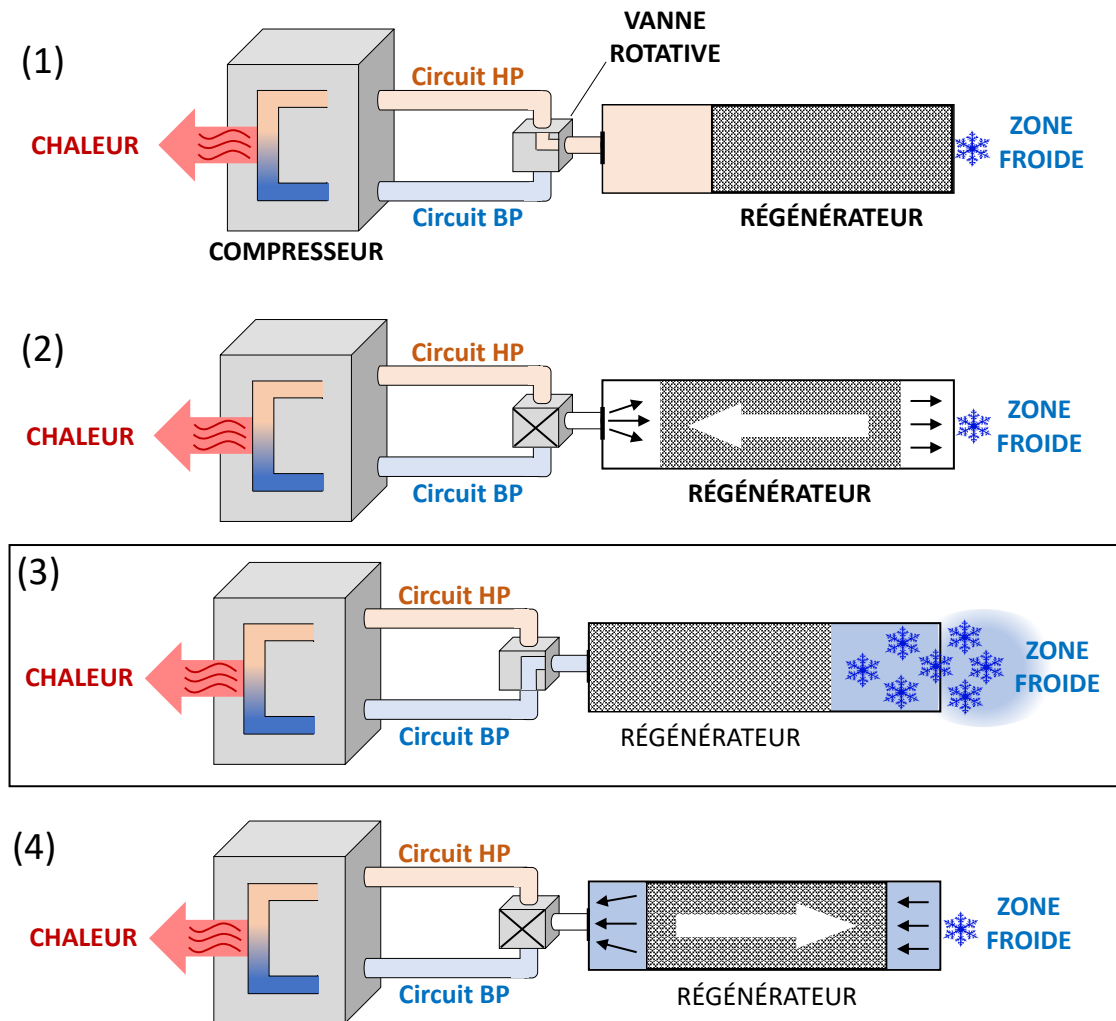 VANNE
ROTATIVE
(1)
Circuit HP
CHALEUR
ZONE
FROIDE
Circuit BP
RÉGÉNÉRATEUR
COMPRESSEUR
(2)
Circuit HP
CHALEUR
ZONE
FROIDE
Circuit BP
RÉGÉNÉRATEUR
(3)
Circuit HP
CHALEUR
ZONE
FROIDE
Circuit BP
RÉGÉNÉRATEUR
(4)
Circuit HP
CHALEUR
ZONE
FROIDE
Circuit BP
RÉGÉNÉRATEUR